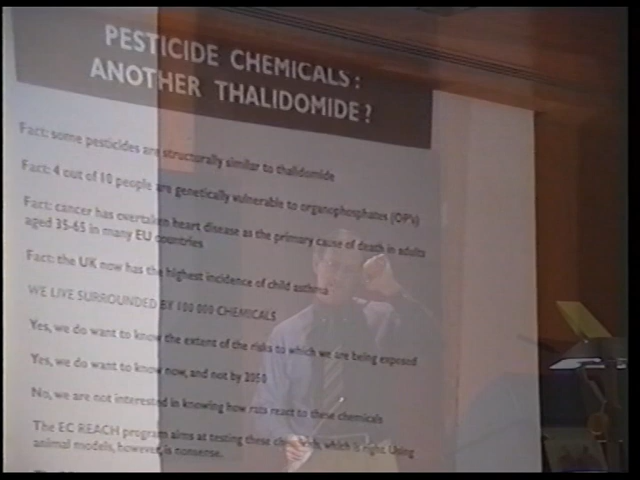 PESTICIDE CHEMICALS:
ANOTHER THALIDOMIDE?
Fact: some pesticides are structurally similar to thalidomide
Fact: 4 out of 10 people are genetically vulnerable to organophosphates (OPs)
Fact: cancer has overtaken heart disease as the primary cause of death in adults
aged 35-65 in many EU countries
Fact: the UK now has the highest incidence of child asthma
WE LIVE SURROUNDED BY 100 000 CHEMICALS
Yes, we do want to know the extent of the risks to which we are being exposed
Yes, we do want to know now, and not by 2050
No, we are not interested in knowing how rats react to these chemicals
The EC REACH program aims at testing these which is right. Using
animal models, however, is nonsense.